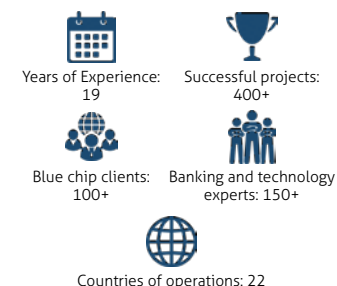 Years of Experience:
19
Successful projects:
400+
Blue chip clients:
100+
Banking and technology
experts: 150+
Countries of operations: 22